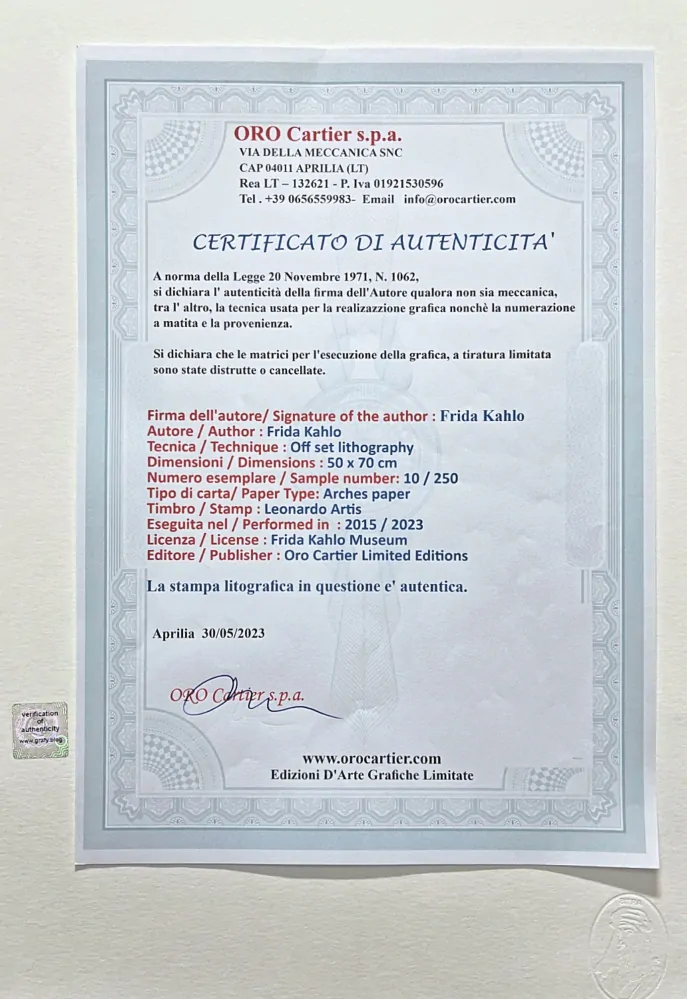 ORO Cartier s.p.a.
VIA DELLA MECCANICA SNC
CAP 04011 APRILIA (LT)
Rea LT – 132621 - P. Iva 01921530596
Tel . +39 0656559983- Email info@orocartier.com
CERTIFICATO DI AUTENTICITA'
A norma della Legge 20 Novembre 1971, N. 1062,
si dichiara l' autenticità della firma dell'Autore qualora non sia meccanica,
tra l' altro, la tecnica usata per la realizazzione grafica nonchè la numerazione
a matita e la provenienza.
Si dichiara che le matrici per l'esecuzione della grafica, a tiratura limitata
sono state distrutte o cancellate.
Firma dell'autore/ Signature of the author : Frida Kahlo
Autore / Author : Frida Kahlo
Tecnica / Technique : Off set lithography
Dimensioni / Dimensions : 50 x 70 cm
Numero esemplare / Sample number: 10 / 250
Tipo di carta/ Paper Type: Arches paper
Timbro / Stamp : Leonardo Artis
Eseguita nel / Performed in : 2015 / 2023
Licenza / License : Frida Kahlo Museum
Editore / Publisher : Oro Cartier Limited Editions
La stampa litografica in questione e' autentica.
Aprilia 30/05/2023
ORO Cartier s.p.a.
verification
of
authenticity
www.orocartier.com
Edizioni D'Arte Grafiche Limitate